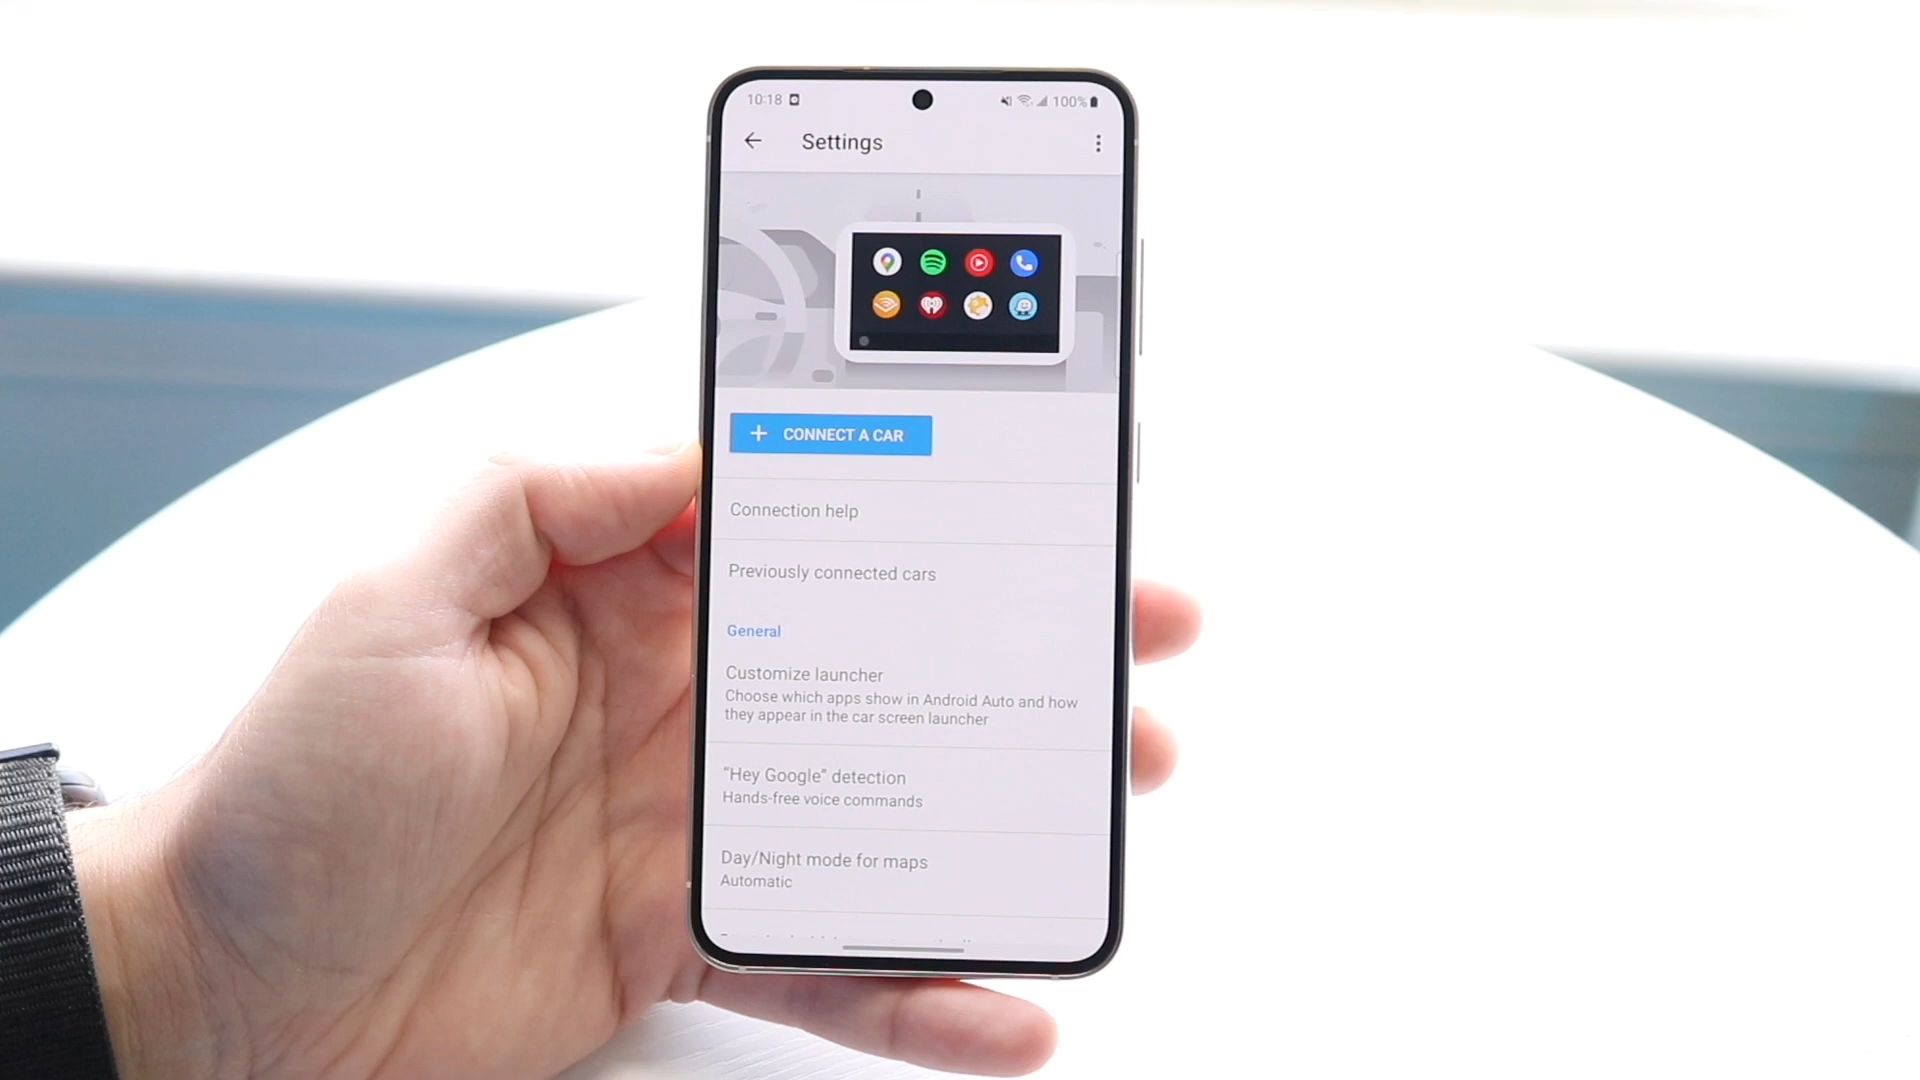 10:18 100%
Settings
CONNECT A CAR
Connection help
Previously connected cars
General
Customize launcher
Choose which apps show in Android Auto and how
they appear in the car screen launcher
“Hey Google” detection
Hands-free voice commands
Day/Night mode for maps
Automatic